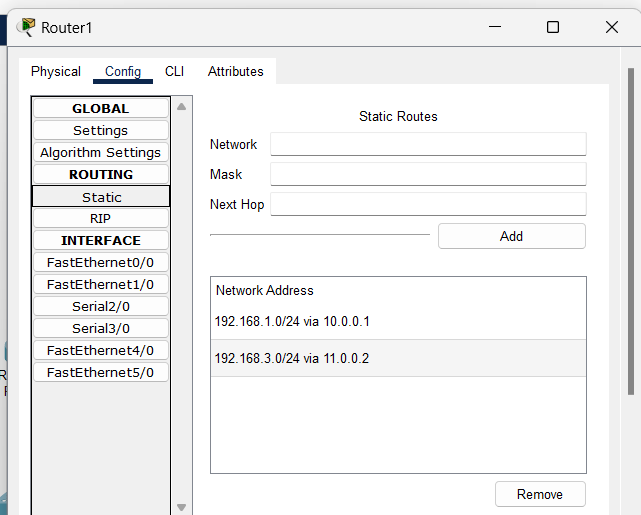 Router1
Physical Config CLI Attributes
GLOBAL
Settings
Algorithm Settings
ROUTING
Static
RIP
INTERFACE
FastEthernet0/0
FastEthernet1/0
Serial2/0
Serial3/0
FastEthernet4/0
FastEthernet5/0
Static Routes
Network
Mask
Next Hop
Add
Network Address
192.168.1.0/24 via 10.0.0.1
192.168.3.0/24 via 11.0.0.2
Remove